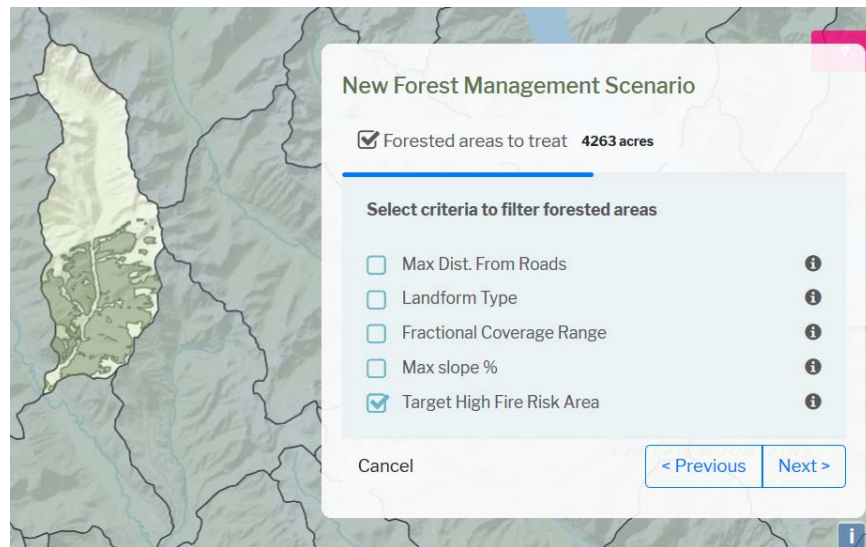 New Forest Management Scenario
Forested areas to treat 4263 acres
Select criteria to filter forested areas
Max Dist. From Roads
Landform Type
Fractional Coverage Range
Max slope %
Target High Fire Risk Area
Cancel
< Previous
Next >